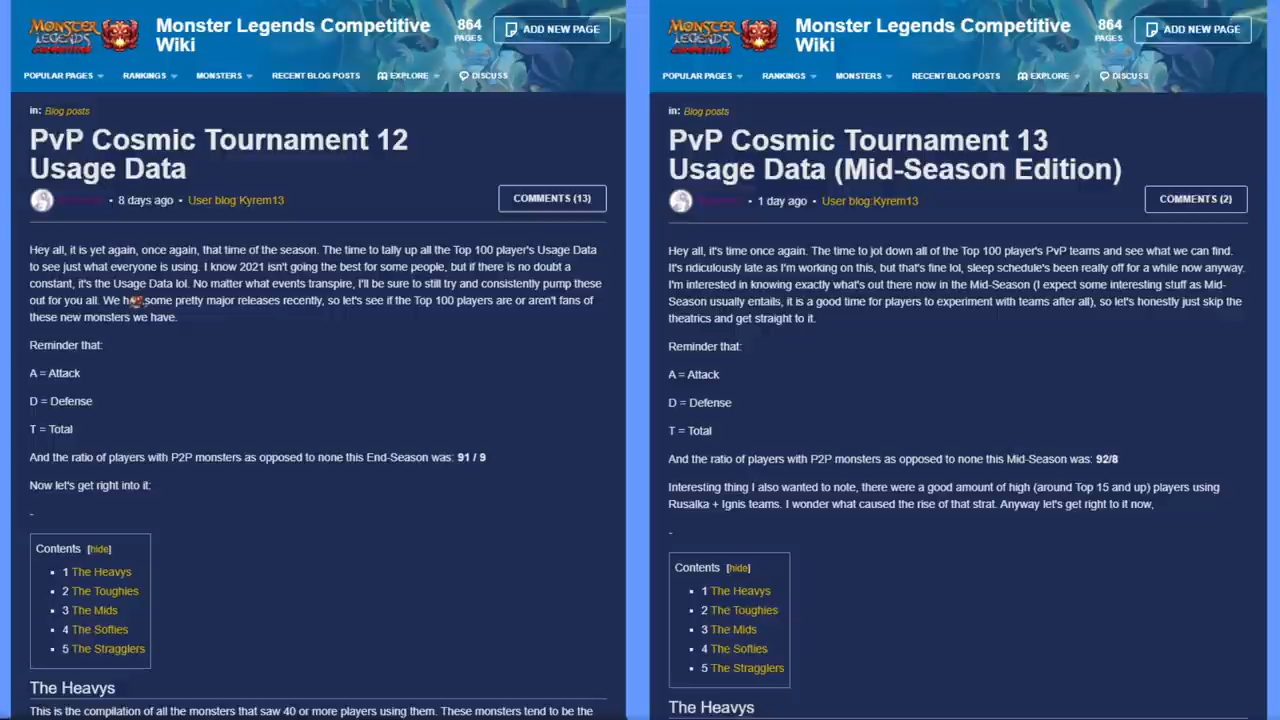 MONSTER LEGENDS COMPETITIVE
Monster Legends Competitive
Wiki
864
PAGES
ADD NEW PAGE
POPULAR PAGES
RANKINGS
MONSTERS
RECENT BLOG POSTS
EXPLORE
DISCUSS
in: Blog posts
PvP Cosmic Tournament 12
Usage Data
• 8 days ago • User blog Kyrem13
COMMENTS (13)
Hey all, it is yet again, once again, that time of the season. The time to tally up all the Top 100 player's Usage Data
to see just what everyone is using. I know 2021 isn't going the best for some people, but if there is no doubt a
constant, it's the Usage Data lol. No matter what events transpire, I'll be sure to still try and consistently pump these
out for you all. We h some pretty major releases recently, so let's see if the Top 100 players are or aren't fans of
these new monsters we have.
Reminder that:
A = Attack
D = Defense
T = Total
And the ratio of players with P2P monsters as opposed to none this End-Season was: 91 / 9
Now let's get right into it:
-
Contents [hide]
▪ 1 The Heavys
▪ 2 The Toughies
▪ 3 The Mids
▪ 4 The Softies
▪ 5 The Stragglers
The Heavys
This is the compilation of all the monsters that saw 40 or more players using them. These monsters tend to be the
MONSTER LEGENDS COMPETITIVE
Monster Legends Competitive
Wiki
864
PAGES
ADD NEW PAGE
POPULAR PAGES
RANKINGS
MONSTERS
RECENT BLOG POSTS
EXPLORE
DISCUSS
in: Blog posts
PvP Cosmic Tournament 13
Usage Data (Mid-Season Edition)
• 1 day ago • User blog:Kyrem13
COMMENTS (2)
Hey all, it's time once again. The time to jot down all of the Top 100 player's PvP teams and see what we can find.
It's ridiculously late as I'm working on this, but that's fine lol, sleep schedule's been really off for a while now anyway.
I'm interested in knowing exactly what's out there now in the Mid-Season (I expect some interesting stuff as Mid-
Season usually entails, it is a good time for players to experiment with teams after all), so let's honestly just skip the
theatrics and get straight to it.
Reminder that:
A = Attack
D = Defense
T = Total
And the ratio of players with P2P monsters as opposed to none this Mid-Season was: 92/8
Interesting thing I also wanted to note, there were a good amount of high (around Top 15 and up) players using
Rusalka + Ignis teams. I wonder what caused the rise of that strat. Anyway let's get right to it now,
-
Contents [hide]
▪ 1 The Heavys
▪ 2 The Toughies
▪ 3 The Mids
▪ 4 The Softies
▪ 5 The Stragglers
The Heavys